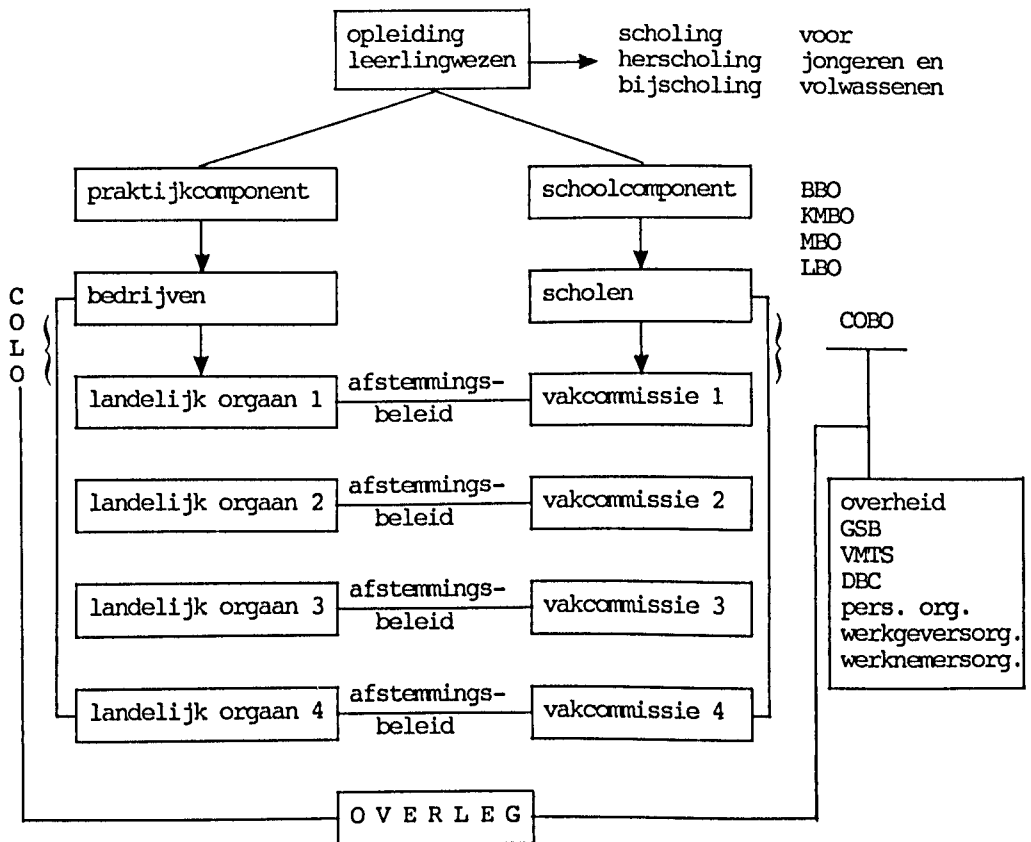 opleiding
leerlingwezen
scholing voor
herscholing jongeren en
bijscholing volwassenen
praktijkcomponent
schoolcomponent
BBO
KMBO
MBO
LBO
bedrijven
scholen
C
O
L
O
COBO
landelijk orgaan 1
afstemmings-
beleid
vakcommissie 1
landelijk orgaan 2
afstemmings-
beleid
vakcommissie 2
landelijk orgaan 3
afstemmings-
beleid
vakcommissie 3
landelijk orgaan 4
afstemmings-
beleid
vakcommissie 4
overheid
GSB
VMTS
DBC
pers. org.
werkgeversorg.
werknemersorg.
O V E R L E G